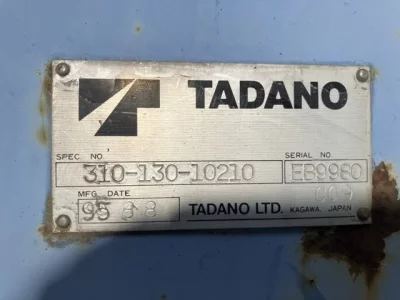 TADANO
SPEC. NO. SERIAL NO.
310-130-10210 EB9980
MFG. DATE
95 8
TADANO LTD. KAGAWA, JAPAN